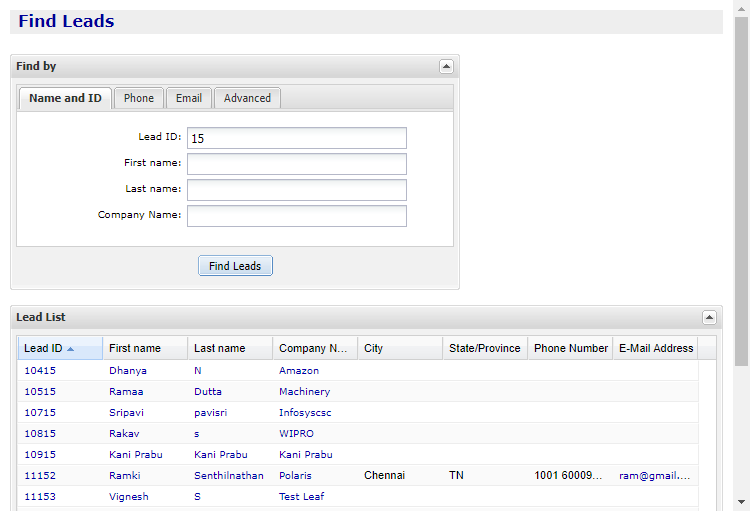 Find Leads
Find by
Name and ID Phone Email Advanced
Lead ID: 15
First name:
Last name:
Company Name:
Find Leads
Lead List
Lead ID First name Last name Company N... City State/Province Phone Number E-Mail Address
10415 Dhanya N Amazon
10515 Ramaa Dutta Machinery
10715 Sripavi pavisri Infosyscsc
10815 Rakav s WIPRO
10915 Kani Prabu Kani Prabu Kani Prabu
11152 Ramki Senthilnathan Polaris Chennai TN 1001 60009... ram@gmail....
11153 Vignesh S Test Leaf